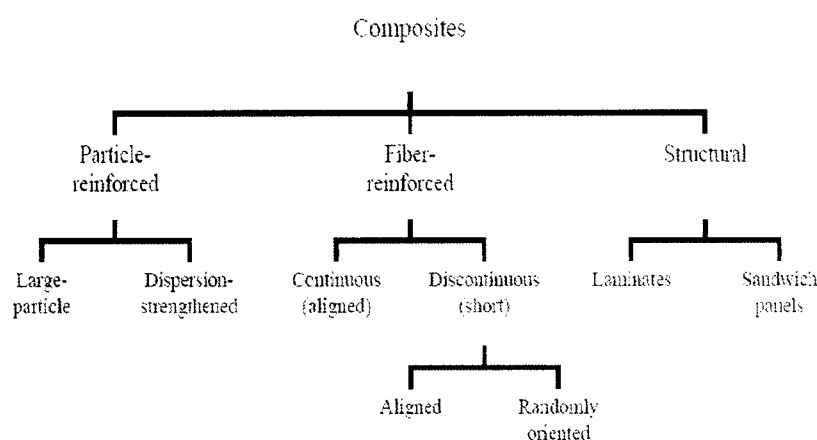 Composites
Particle-
reinforced
Fiber-
reinforced
Structural
Large-
particle
Dispersion-
strengthened
Continuous
(aligned)
Discontinuous
(short)
Laminates
Sandwich
panels
Aligned
Randomly
oriented